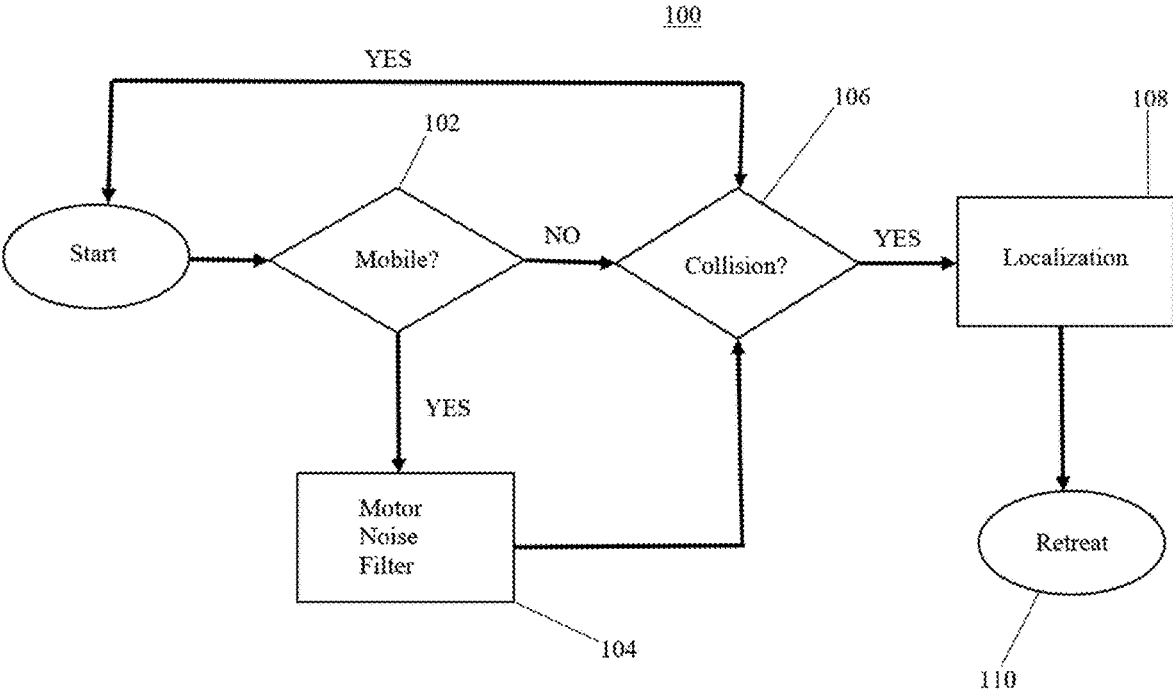 100
YES
102
106
108
Start
Mobile?
NO
Collision?
YES
Localization
YES
Motor
Noise
Filter
Retreat
104
110